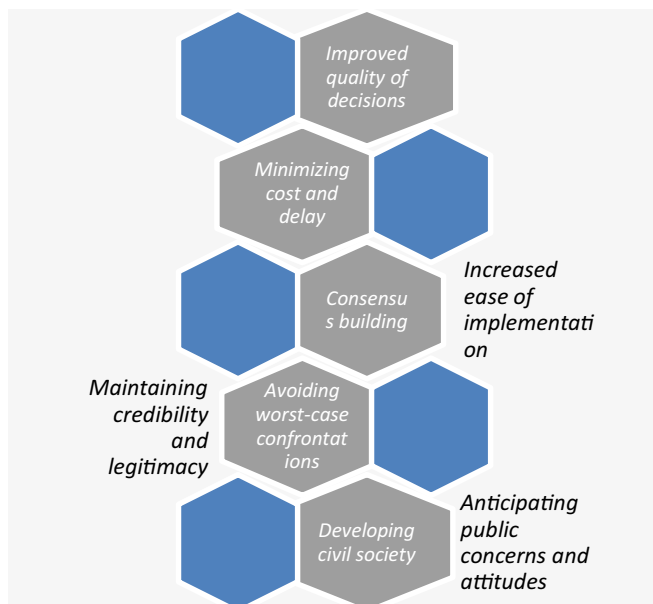 Improved
quality of
decisions
Minimizing
cost and
delay
Consensu
s building
Increased
ease of
implementati
on
Maintaining
credibility
and
legitimacy
Avoiding
worst-case
confrontat
ions
Developing
civil society
Anticipating
public
concerns and
attitudes